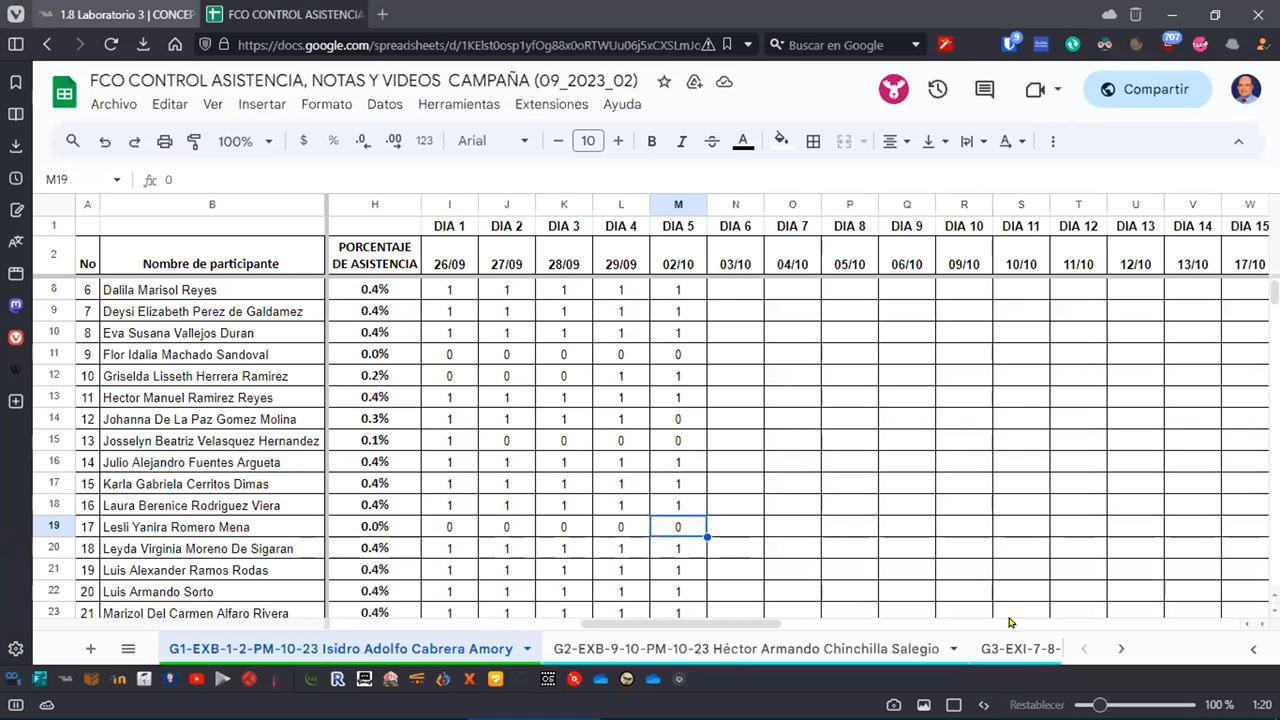 1.8 Laboratorio 3 | CONCEP
FCO CONTROL ASISTENCIA,
https://docs.google.com/spreadsheets/d/1KElst0osp1yfOg88x0oRTWUu06j5xCXSLmJc
Buscar en Google
9
707
FCO CONTROL ASISTENCIA, NOTAS Y VIDEOS CAMPAÑA (09_2023_02)
Archivo Editar Ver Insertar Formato Datos Herramientas Extensiones Ayuda
Compartir
100% $ % .0 .00 123 Arial 10 B I S A
M19 fx 0
A B H I J K L M N O P Q R S T U V W
1 DIA 1 DIA 2 DIA 3 DIA 4 DIA 5 DIA 6 DIA 7 DIA 8 DIA 9 DIA 10 DIA 11 DIA 12 DIA 13 DIA 14 DIA 15
2 No Nombre de participante PORCENTAJE DE ASISTENCIA 26/09 27/09 28/09 29/09 02/10 03/10 04/10 05/10 06/10 09/10 10/10 11/10 12/10 13/10 17/10
8 6 Dalila Marisol Reyes 0.4% 1 1 1 1 1
9 7 Deysi Elizabeth Perez de Galdamez 0.4% 1 1 1 1 1
10 8 Eva Susana Vallejos Duran 0.4% 1 1 1 1 1
11 9 Flor Idalia Machado Sandoval 0.0% 0 0 0 0 0
12 10 Griselda Lisseth Herrera Ramirez 0.2% 0 0 0 1 1
13 11 Hector Manuel Ramirez Reyes 0.4% 1 1 1 1 1
14 12 Johanna De La Paz Gomez Molina 0.3% 1 1 1 1 0
15 13 Josselyn Beatriz Velasquez Hernandez 0.1% 1 0 0 0 0
16 14 Julio Alejandro Fuentes Argueta 0.4% 1 1 1 1 1
17 15 Karla Gabriela Cerritos Dimas 0.4% 1 1 1 1 1
18 16 Laura Berenice Rodriguez Viera 0.4% 1 1 1 1 1
19 17 Lesli Yanira Romero Mena 0.0% 0 0 0 0 0
20 18 Leyda Virginia Moreno De Sigaran 0.4% 1 1 1 1 1
21 19 Luis Alexander Ramos Rodas 0.4% 1 1 1 1 1
22 20 Luis Armando Sorto 0.4% 1 1 1 1 1
23 21 Marizol Del Carmen Alfaro Rivera 0.4% 1 1 1 1 1
G1-EXB-1-2-PM-10-23 Isidro Adolfo Cabrera Amory G2-EXB-9-10-PM-10-23 Héctor Armando Chinchilla Salegio G3-EXI-7-8-
Restablecer 100 % 1:20